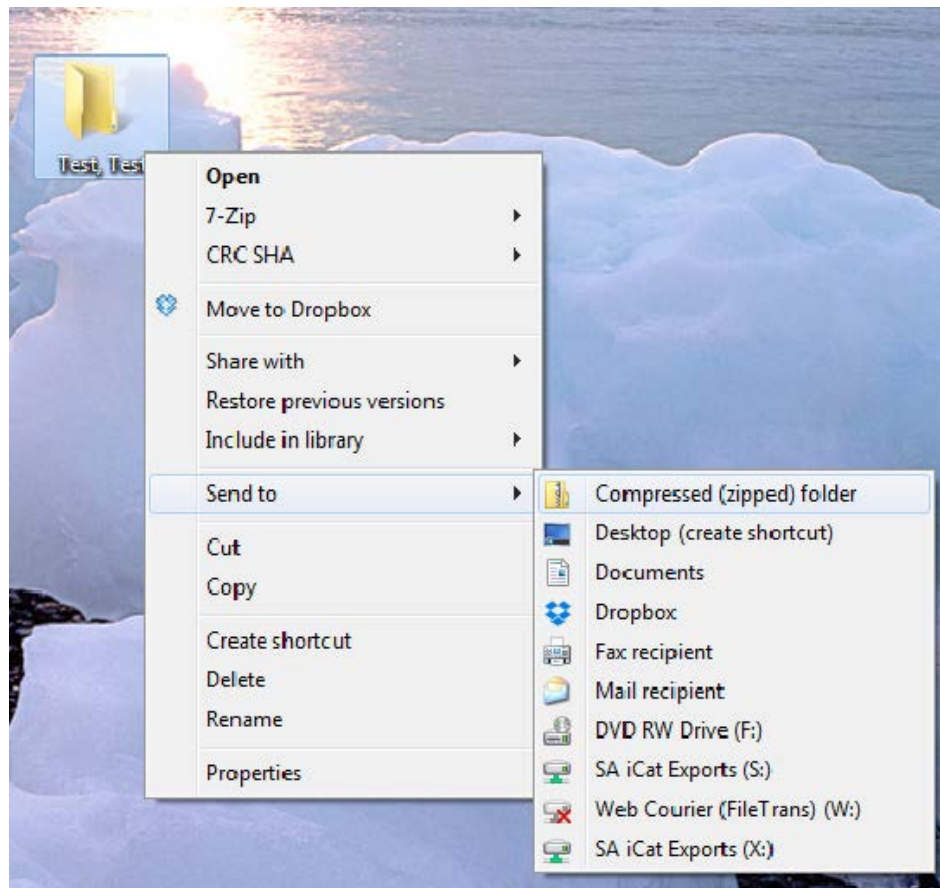 Test, Test
Open
7-Zip
CRC SHA
Move to Dropbox
Share with
Restore previous versions
Include in library
Send to
Cut
Copy
Create shortcut
Delete
Rename
Properties
Compressed (zipped) folder
Desktop (create shortcut)
Documents
Dropbox
Fax recipient
Mail recipient
DVD RW Drive (F:)
SA iCat Exports (S:)
Web Courier (FileTrans) (W:)
SA iCat Exports (X:)